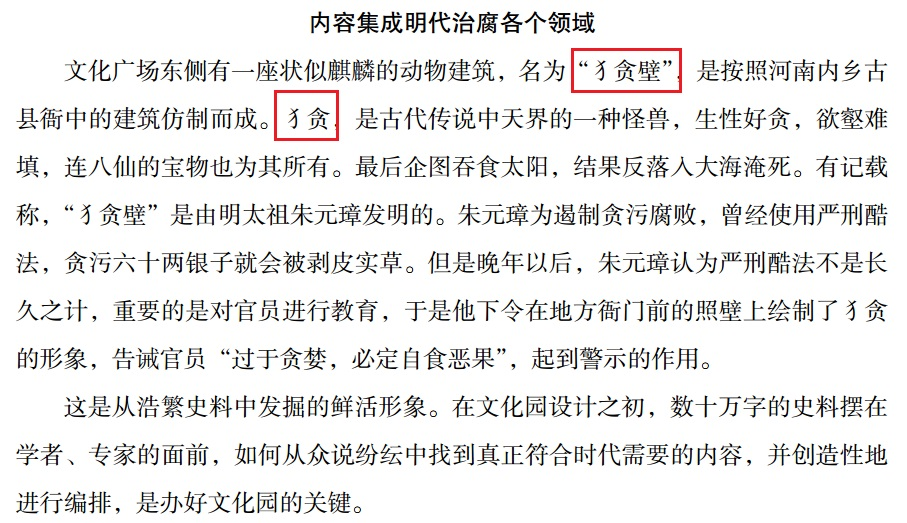 内容集成明代治腐各个领域
文化广场东侧有一座状似麒麟的动物建筑，名为“犭贪壁”，是按照河南内乡古
县衙中的建筑仿制而成。犭贪，是古代传说中天界的一种怪兽，生性好贪，欲壑难
填，连八仙的宝物也为其所有。最后企图吞食太阳，结果反落入大海淹死。有记载
称，“犭贪壁”是由明太祖朱元璋发明的。朱元璋为遏制贪污腐败，曾经使用严刑酷
法，贪污六十两银子就会被剥皮实草。但是晚年以后，朱元璋认为严刑酷法不是长
久之计，重要的是对官员进行教育，于是他下令在地方衙门前的照壁上绘制了犭贪
的形象，告诫官员“过于贪婪，必定自食恶果”，起到警示的作用。
这是从浩繁史料中发掘的鲜活形象。在文化园设计之初，数十万字的史料摆在
学者、专家的面前，如何从众说纷纭中找到真正符合时代需要的内容，并创造性地
进行编排，是办好文化园的关键。